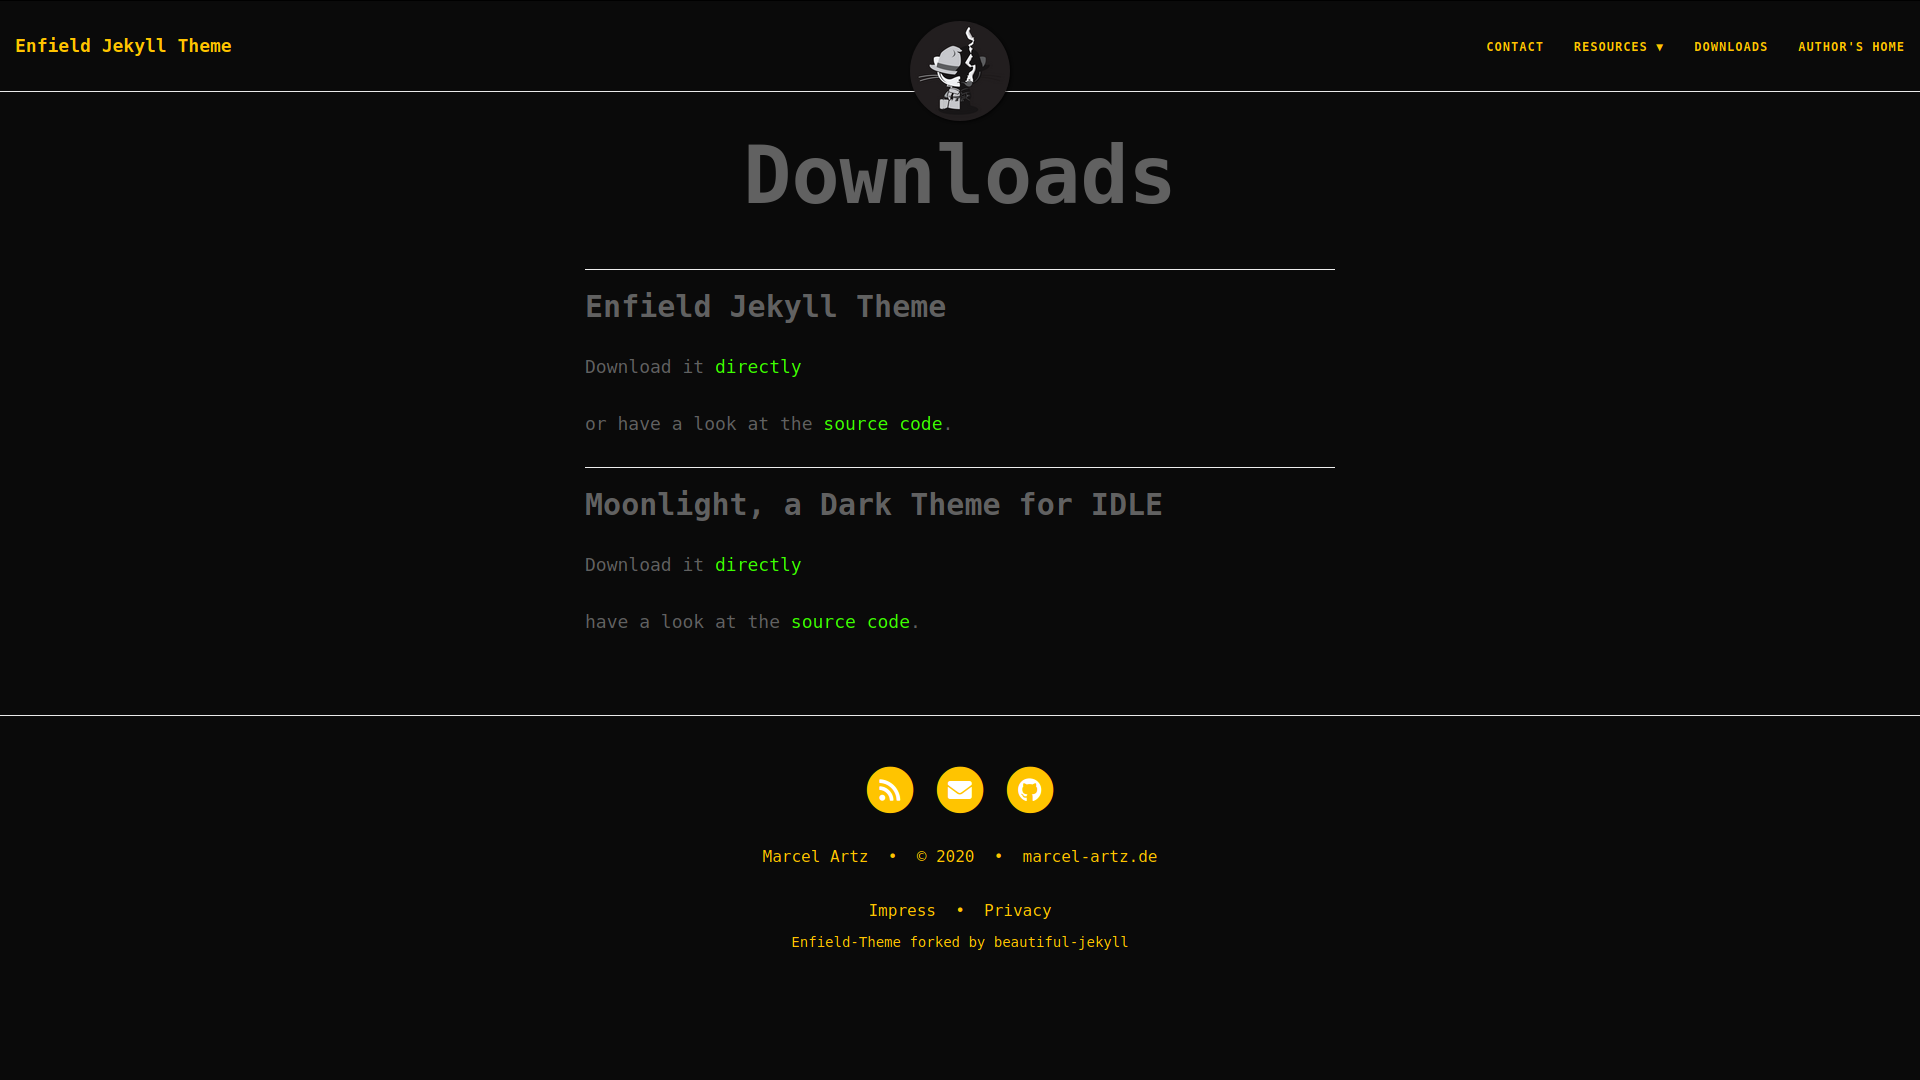 Enfield Jekyll Theme
CONTACT RESOURCES ▼ DOWNLOADS AUTHOR'S HOME
Downloads
Enfield Jekyll Theme
Download it directly
or have a look at the source code.
Moonlight, a Dark Theme for IDLE
Download it directly
have a look at the source code.
Marcel Artz • © 2020 • marcel-artz.de
Impress • Privacy
Enfield-Theme forked by beautiful-jekyll